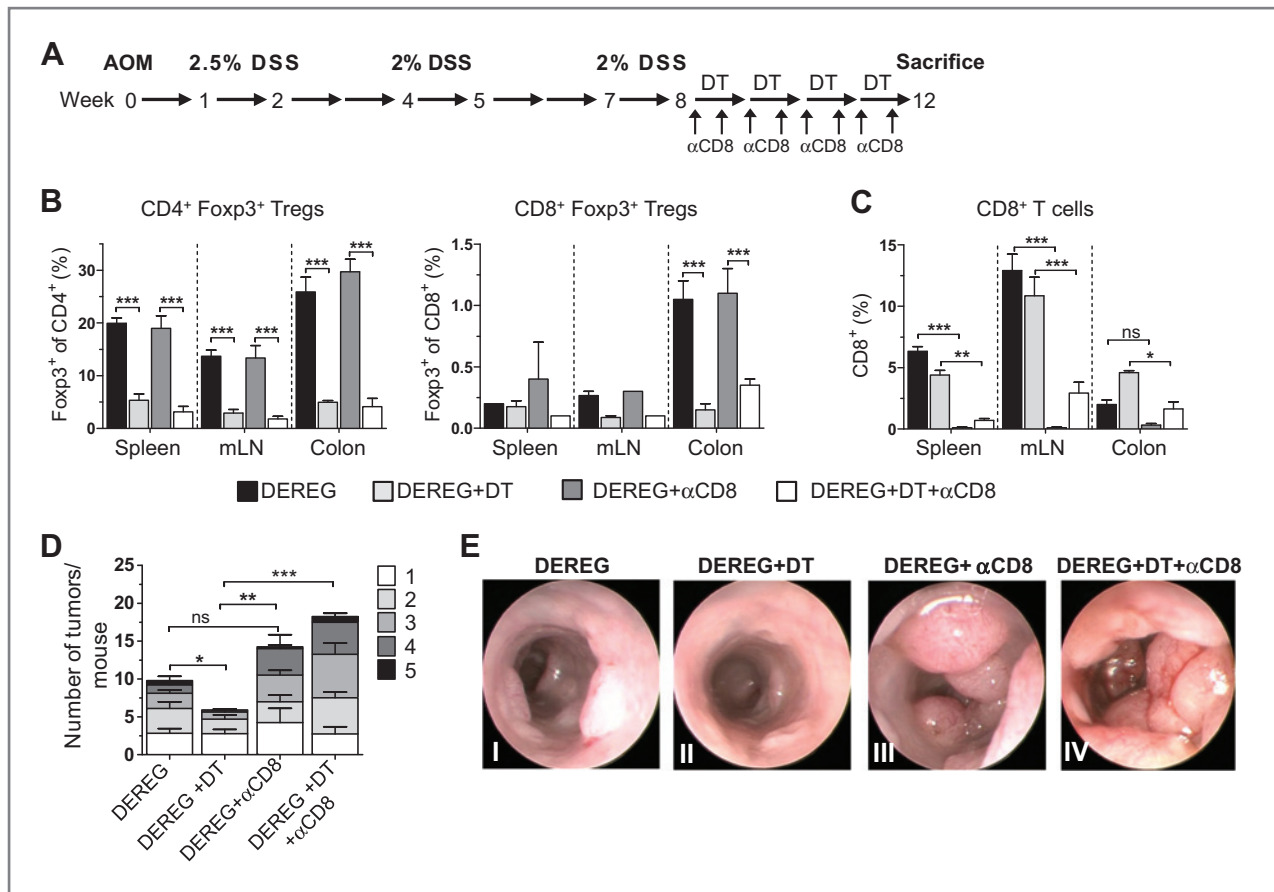 A
AOM 2.5% DSS 2% DSS 2% DSS Sacrifice
DT DT DT DT
Week 0 1 2 4 5 7 8 12
αCD8 αCD8 αCD8 αCD8
B
CD4+ Foxp3+ Tregs
Foxp3+ of CD4+ (%)
30
20
10
0
*** *** *** *** *** ***
Spleen mLN Colon
CD8+ Foxp3+ Tregs
Foxp3+ of CD8+ (%)
1.5
1.0
0.5
0.0
*** ***
Spleen mLN Colon
C
CD8+ T cells
CD8+ (%)
15
10
5
0
*** ** *** *** ns *
Spleen mLN Colon
DEREG DEREG+DT DEREG+αCD8 DEREG+DT+αCD8
D
Number of tumors/
mouse
25
20
15
10
5
0
***
**
ns
*
1
2
3
4
5
DEREG
DEREG +DT
DEREG+αCD8
DEREG +DT
+αCD8
E
DEREG DEREG+DT DEREG+ αCD8 DEREG+DT+αCD8
I II III IV